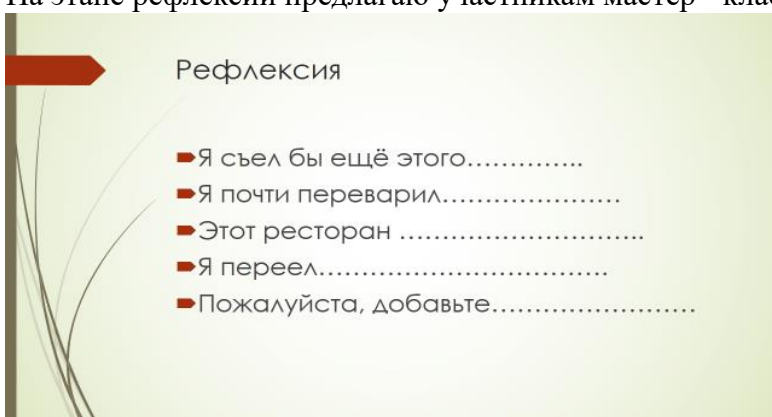 На этапе рефлексии предлагаю участникам мастер - клас
Рефлексия
Я съел бы ещё этого…………..
Я почти переварил…………………
Этот ресторан ……………………….
Я переел…………………………….
Пожалуйста, добавьте……………………